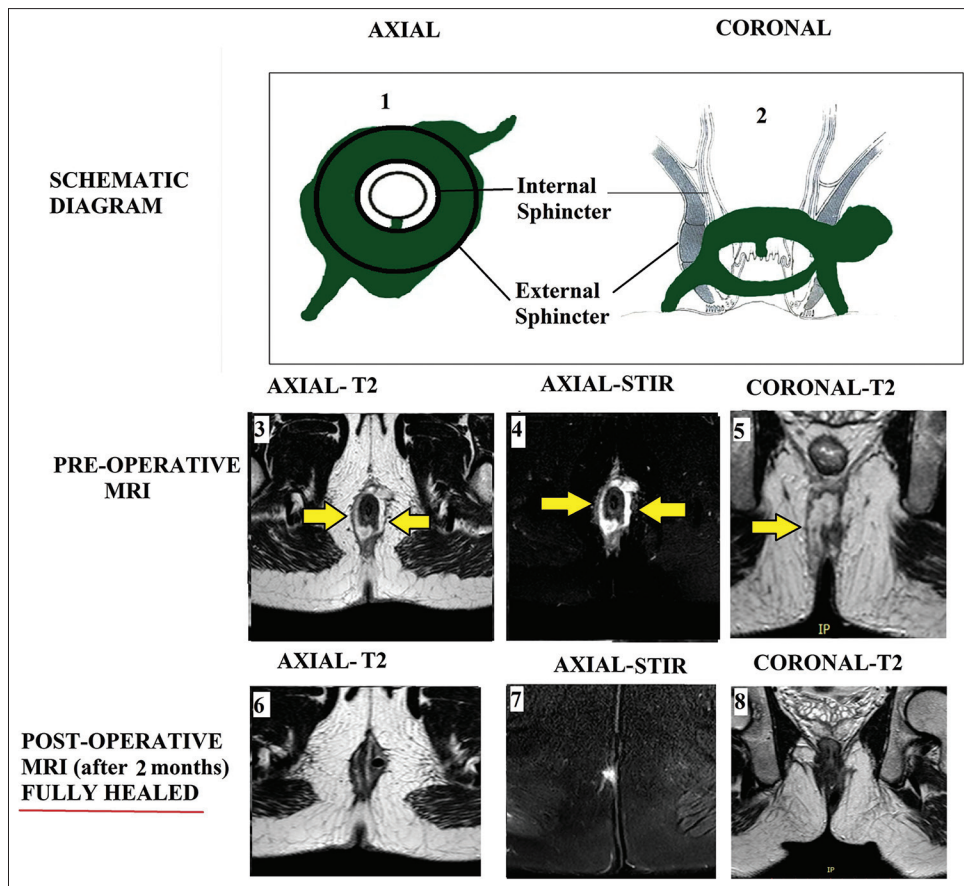 AXIAL
CORONAL
1
2
SCHEMATIC
DIAGRAM
Internal
Sphincter
External
Sphincter
AXIAL- T2
AXIAL-STIR
CORONAL-T2
3
4
5
PRE-OPERATIVE
MRI
IP
AXIAL- T2
AXIAL-STIR
CORONAL-T2
6
7
8
POST-OPERATIVE
MRI (after 2 months)
FULLY HEALED
IP